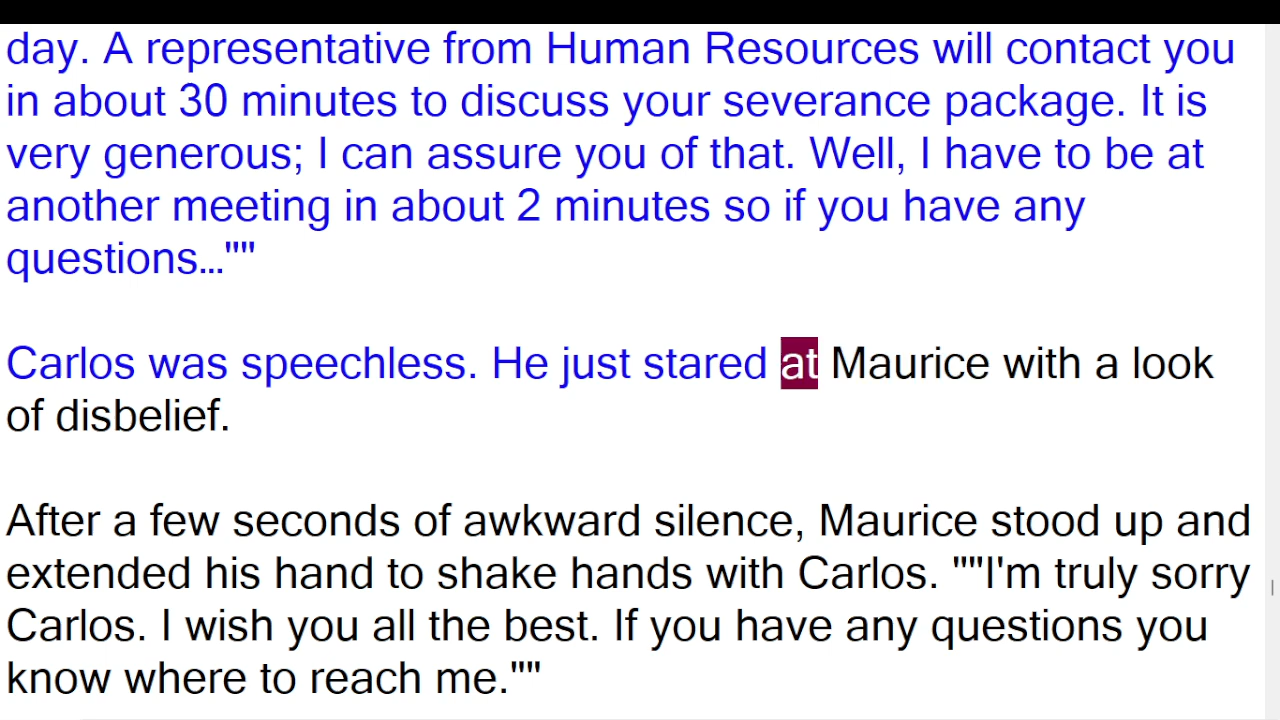 day. A representative from Human Resources will contact you
in about 30 minutes to discuss your severance package. It is
very generous; I can assure you of that. Well, I have to be at
another meeting in about 2 minutes so if you have any
questions...""
Carlos was speechless. He just stared at Maurice with a look
of disbelief.
After a few seconds of awkward silence, Maurice stood up and
extended his hand to shake hands with Carlos. ""I'm truly sorry
Carlos. I wish you all the best. If you have any questions you
know where to reach me.""